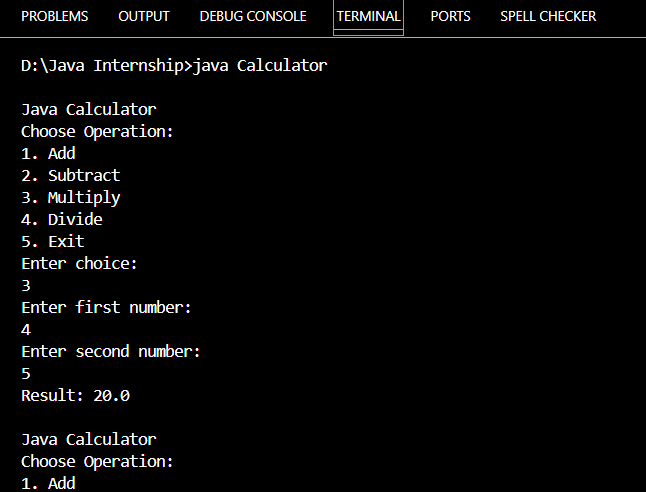 PROBLEMS OUTPUT DEBUG CONSOLE TERMINAL PORTS SPELL CHECKER
D:\Java Internship>java Calculator
Java Calculator
Choose Operation:
1. Add
2. Subtract
3. Multiply
4. Divide
5. Exit
Enter choice:
3
Enter first number:
4
Enter second number:
5
Result: 20.0
Java Calculator
Choose Operation:
1. Add